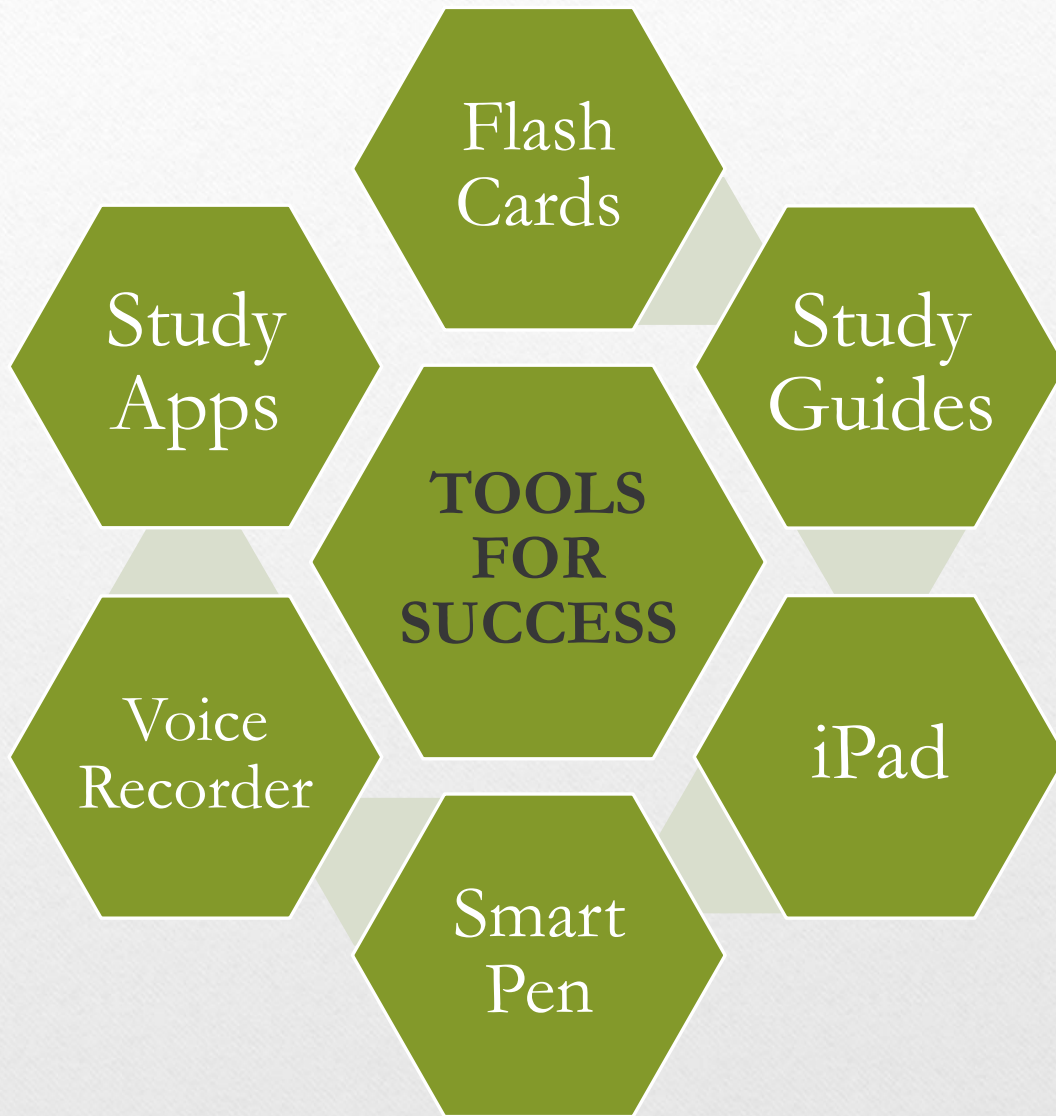 Flash
Cards
Study
Guides
iPad
Smart
Pen
Voice
Recorder
Study
Apps
TOOLS
FOR
SUCCESS